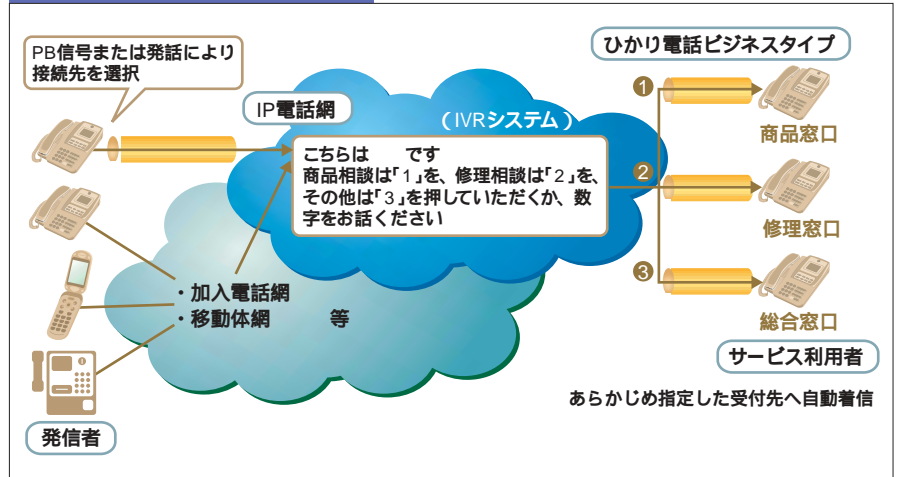 PB信号または発話により
接続先を選択
IP電話網
（IVRシステム）
こちらは　　です
商品相談は「1」を、修理相談は「2」を、
その他は「3」を押していただくか、数
字をお話ください
・加入電話網
・移動体網　　等
発信者
ひかり電話ビジネスタイプ
1
商品窓口
2
修理窓口
3
総合窓口
サービス利用者
あらかじめ指定した受付先へ自動着信